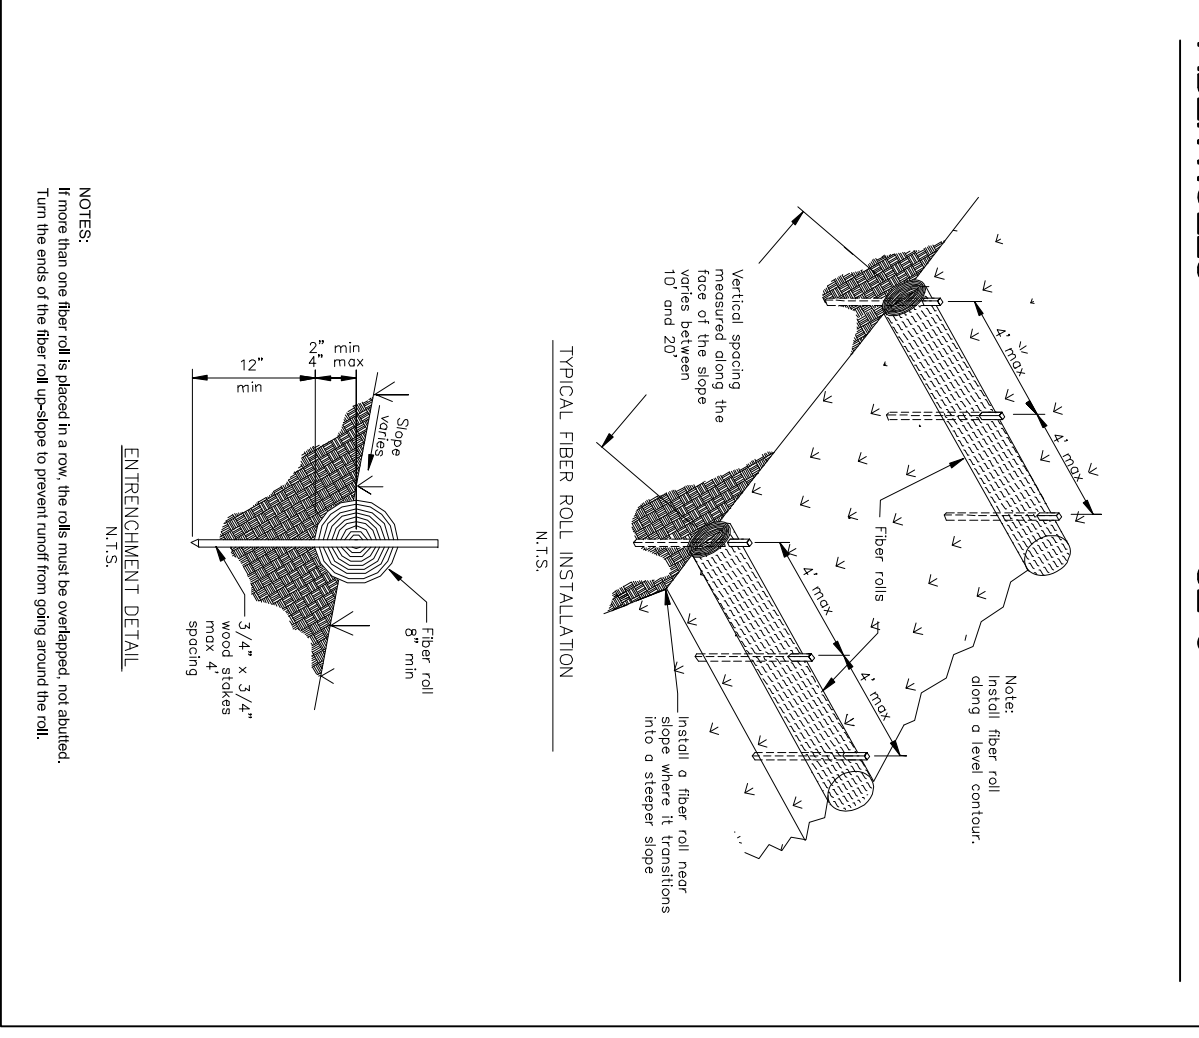 Note:
Install fiber roll
along a level contour.
4' max
4' max
Fiber rolls
4' max
4' max
Vertical spacing
measured along the
face of the slope
varies between
10' and 20'
Install a fiber roll near
slope where it transitions
into a steeper slope
TYPICAL FIBER ROLL INSTALLATION
N.T.S.
Slope
varies
Fiber roll
8" min
2" min
4" max
12"
min
3/4" x 3/4"
wood stakes
max 4'
spacing
ENTRENCHMENT DETAIL
N.T.S.
NOTES:
If more than one fiber roll is placed in a row, the rolls must be overlapped, not abutted.
Turn the ends of the fiber roll up-slope to prevent runoff from going around the roll.